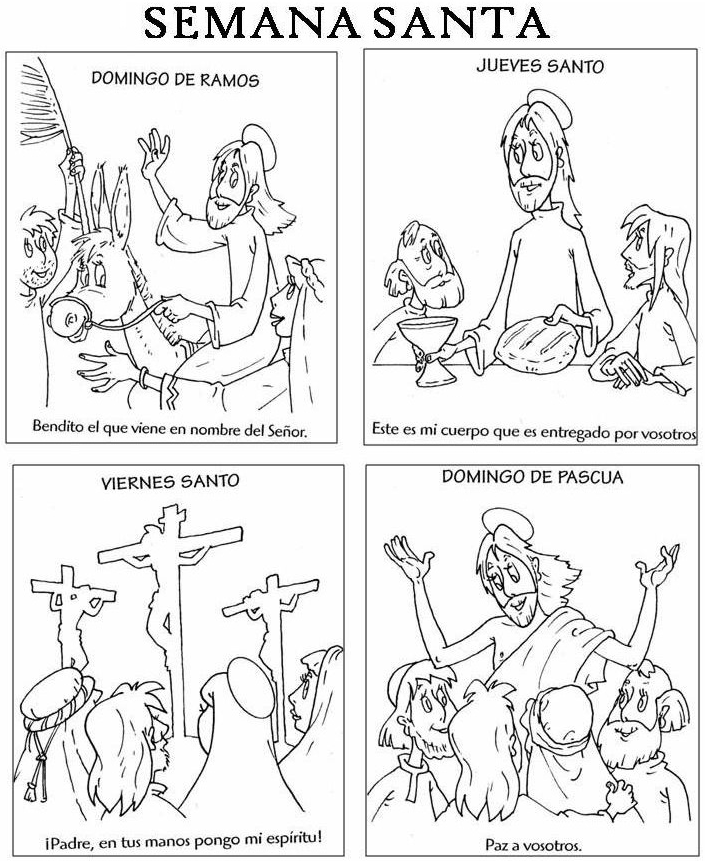 SEMANA SANTA
DOMINGO DE RAMOS
Bendito el que viene en nombre del Señor.
JUEVES SANTO
Este es mi cuerpo que es entregado por vosotros
VIERNES SANTO
¡Padre, en tus manos pongo mi espíritu!
DOMINGO DE PASCUA
Paz a vosotros.